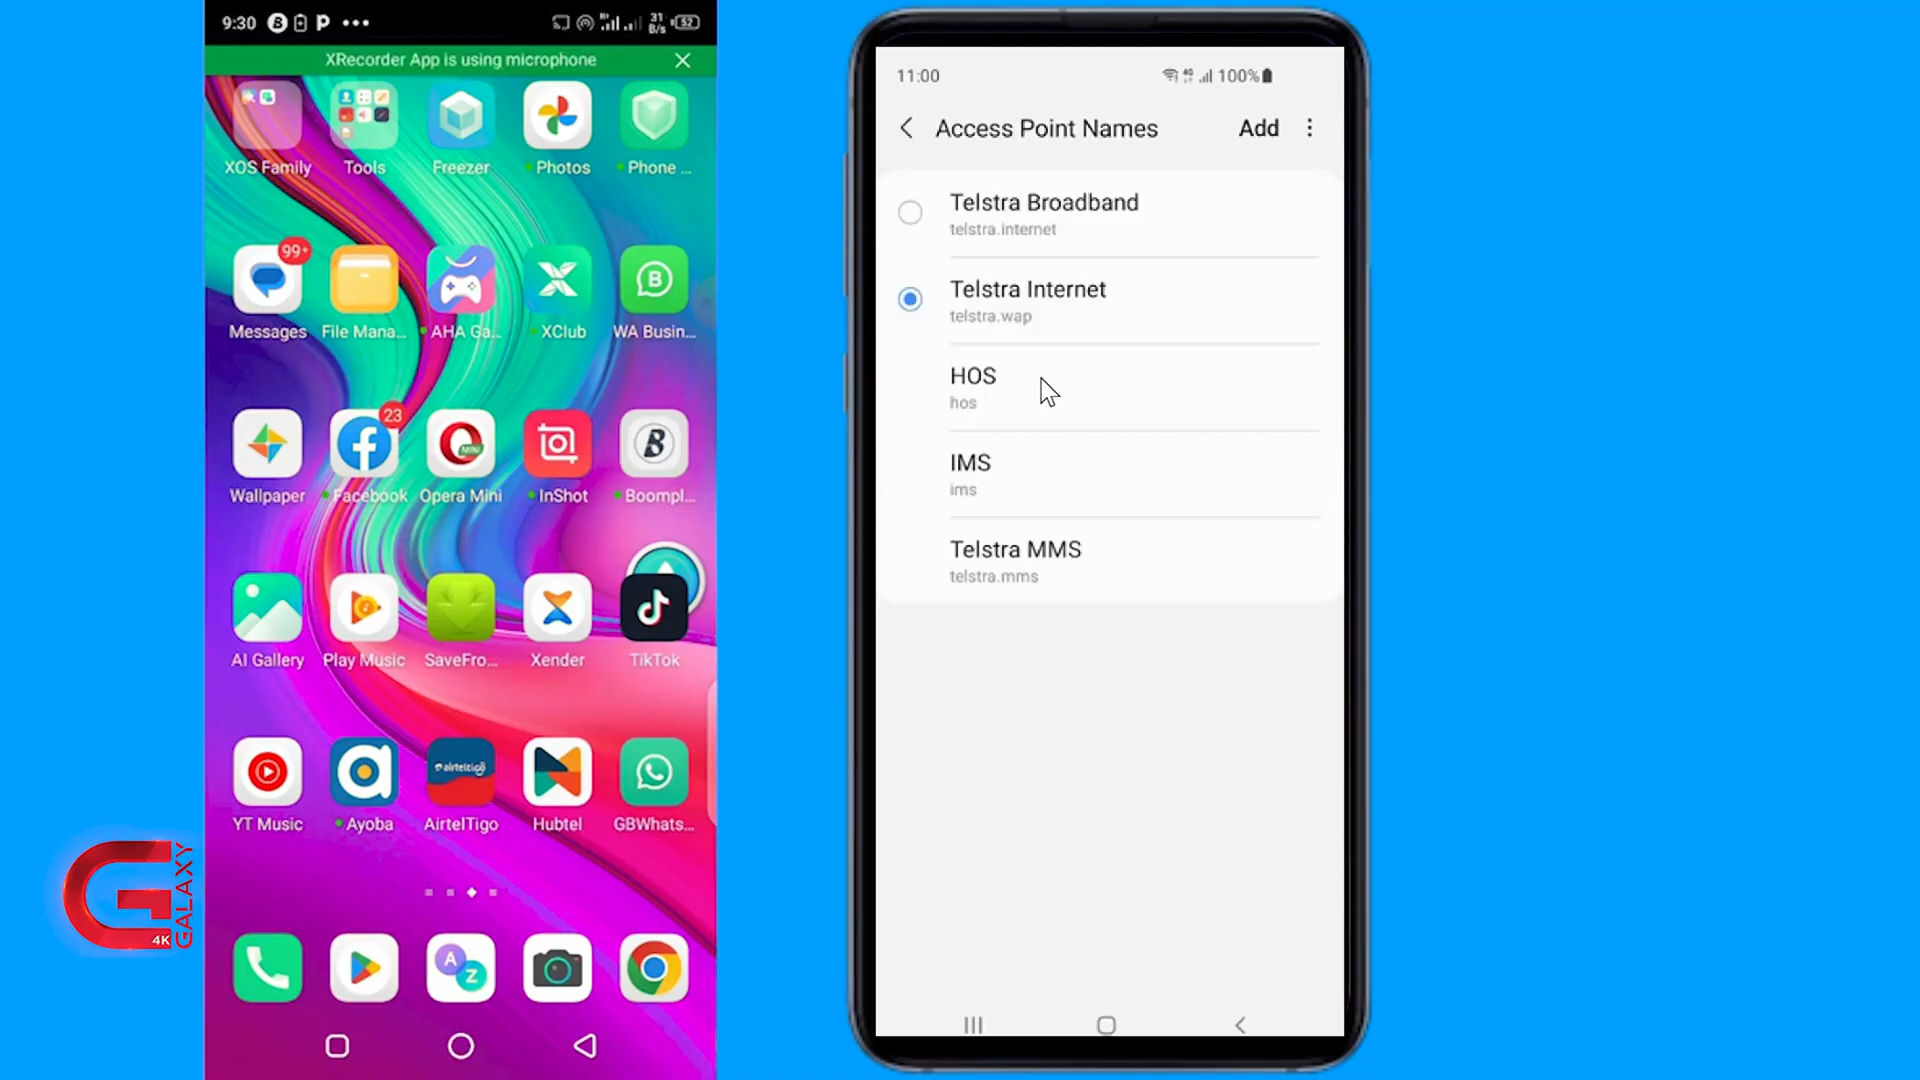 9:30
31
B/s
52
XRecorder App is using microphone
XOS Family
Tools
Freezer
Photos
Phone ...
99+
Messages
File Mana...
AHA Ga...
XClub
WA Busin...
23
Wallpaper
Facebook
Opera Mini
InShot
Boompl...
AI Gallery
Play Music
SaveFro...
Xender
TikTok
airteltigo
YT Music
Ayoba
AirtelTigo
Hubtel
GBWhats...
A
Z
G
GALAXY
4K
11:00
100%
Access Point Names
Add
Telstra Broadband
telstra.internet
Telstra Internet
telstra.wap
HOS
hos
IMS
ims
Telstra MMS
telstra.mms